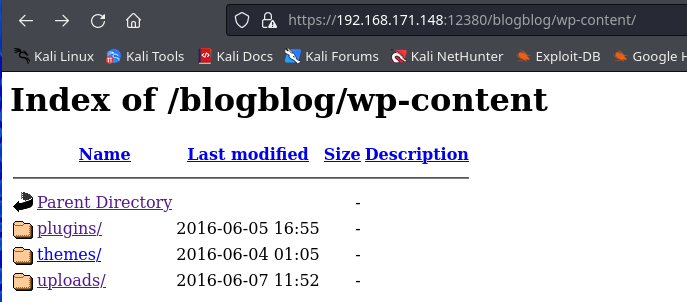 https://192.168.171.148:12380/blogblog/wp-content/
Kali Linux Kali Tools Kali Docs Kali Forums Kali NetHunter Exploit-DB Google
Index of /blogblog/wp-content
Name Last modified Size Description
Parent Directory -
plugins/ 2016-06-05 16:55 -
themes/ 2016-06-04 01:05 -
uploads/ 2016-06-07 11:52 -